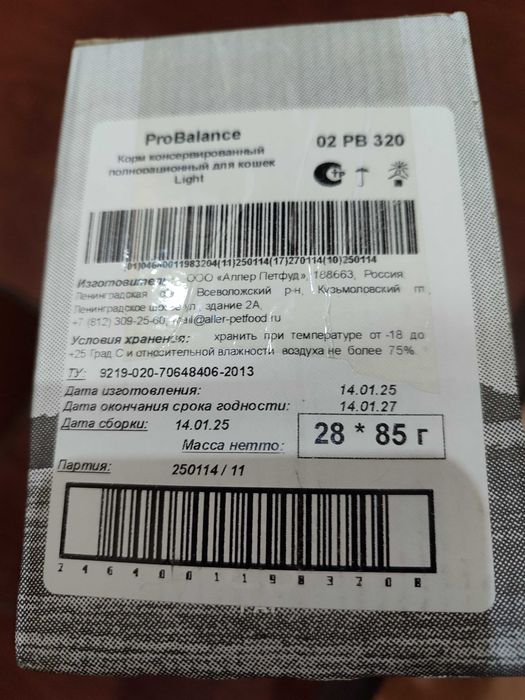 ProBalance
02 PB 320
Корм консервированный
полнорационный для кошек
Light
01)04640011983204(11)250114(17)270114(10)250114
Изготовитель: ООО «Аллер Петфуд», 188663, Россия
Ленинградская Всеволожский р-н, Кузьмоловский гп
Ленинградское шоссе ул , здание 2А,
+7 (812) 309-25-60, mail@aller-petfood.ru
Условия хранения: хранить при температуре от -18 до
+25 Град С и относительной влажности воздуха не более 75%.
ТУ: 9219-020-70648406-2013
Дата изготовления: 14.01.25
Дата окончания срока годности: 14.01.27
Дата сборки: 14.01.25
Масса нетто: 28 * 85 г
Партия: 250114 / 11
2 4 6 4 0 0 1 1 9 8 3 2 0 8